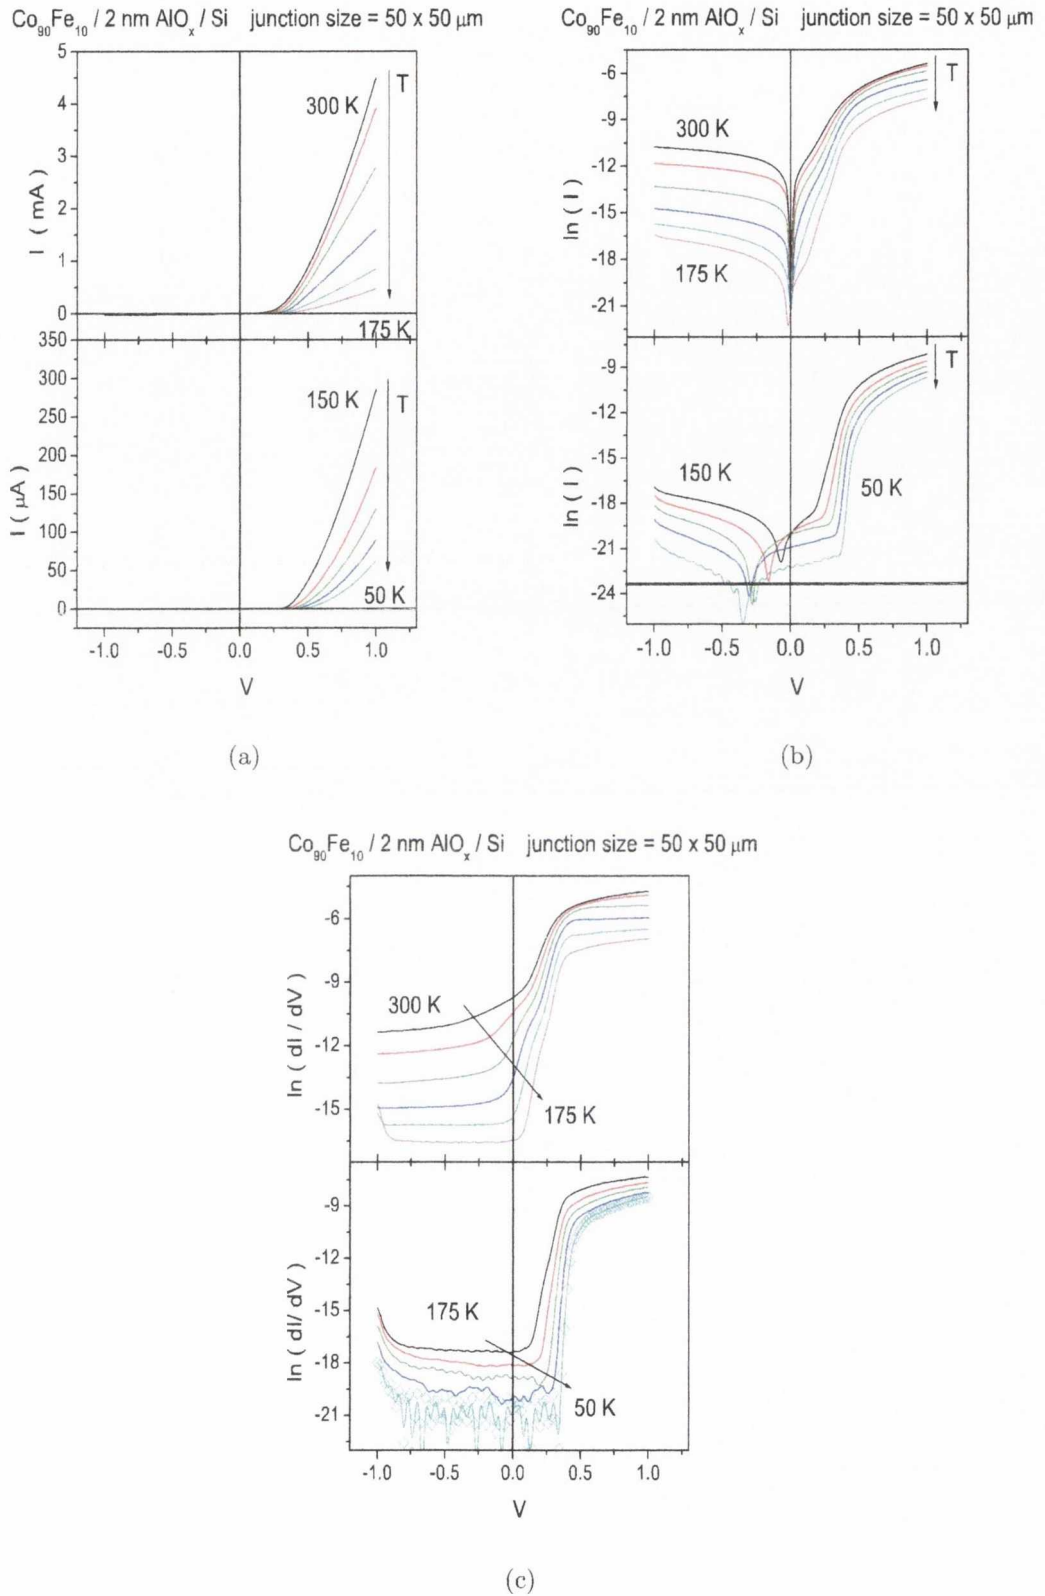 Co90Fe10 / 2 nm AlOx / Si junction size = 50 x 50 μm
5
4
3
2
1
0
I ( mA )
300 K
T
175 K
350
300
250
200
150
100
50
0
I ( μA )
150 K
T
50 K
-1.0 -0.5 0.0 0.5 1.0
V
(a)
Co90Fe10 / 2 nm AlOx / Si junction size = 50 x 50 μm
-6
-9
-12
-15
-18
-21
ln ( I )
T
300 K
175 K
-9
-12
-15
-18
-21
-24
ln ( I )
T
150 K
50 K
-1.0 -0.5 0.0 0.5 1.0
V
(b)
Co90Fe10 / 2 nm AlOx / Si junction size = 50 x 50 μm
-6
-9
-12
-15
ln ( dI / dV )
300 K
175 K
-9
-12
-15
-18
-21
ln ( dI / dV )
175 K
50 K
-1.0 -0.5 0.0 0.5 1.0
V
(c)